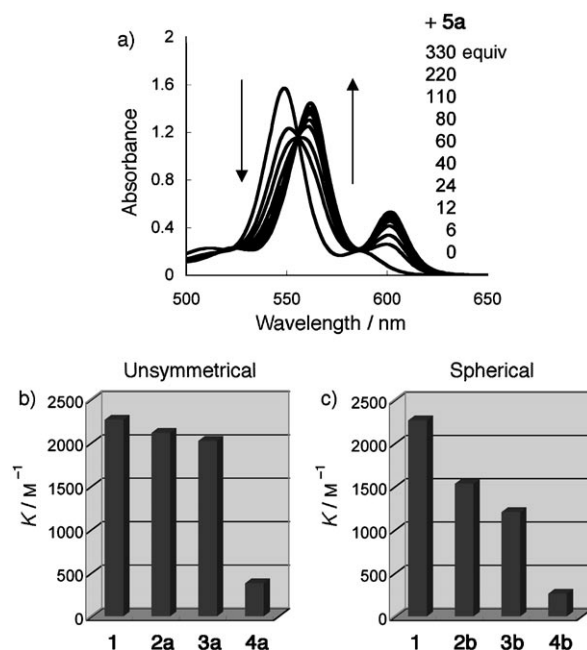 + 5a
a)
330 equiv
220
110
80
60
40
24
12
6
0
2
1.6
1.2
0.8
0.4
0
Absorbance
500 550 600 650
Wavelength / nm
Unsymmetrical
b)
2500
2000
1500
1000
500
0
K / M⁻¹
1 2a 3a 4a
Spherical
c)
2500
2000
1500
1000
500
0
K / M⁻¹
1 2b 3b 4b